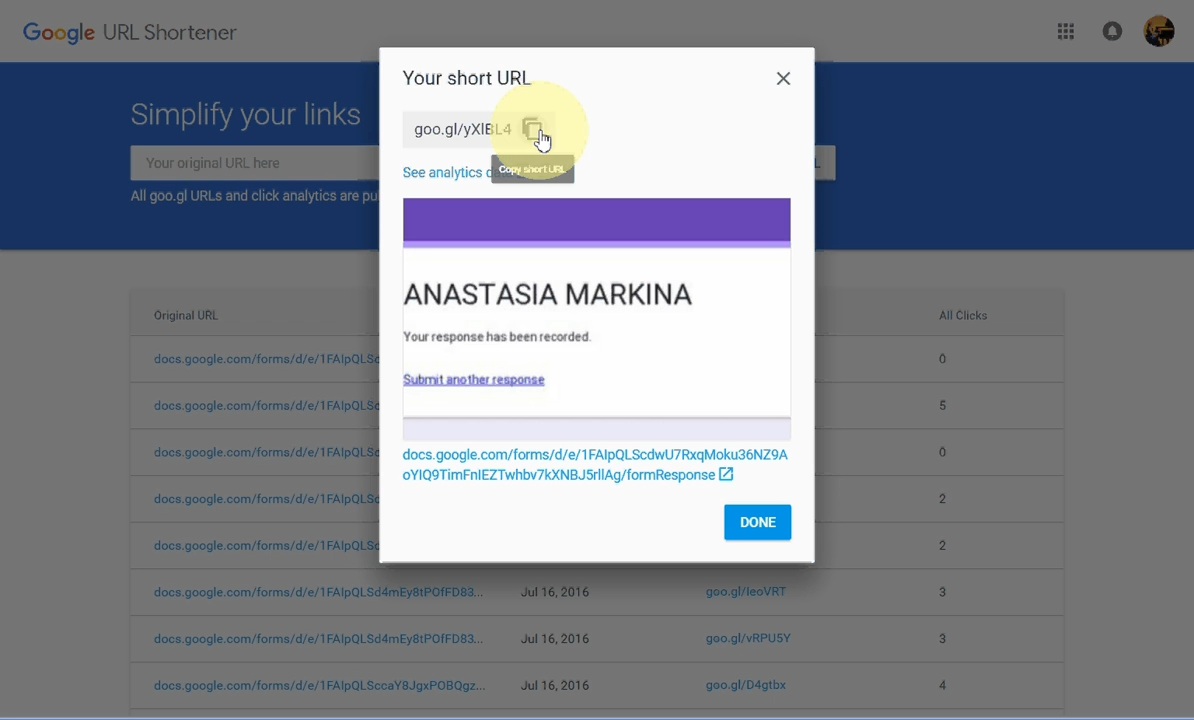 Google URL Shortener
Your short URL
Simplify your links
goo.gl/yXlBL4
Your original URL here
Copy short URL
See analytics
All goo.gl URLs and click analytics are
ANASTASIA MARKINA
Original URL
All Clicks
Your response has been recorded.
docs.google.com/forms/d/e/1FAIpQLSc
0
Submit another response
docs.google.com/forms/d/e/1FAIpQLSc
5
docs.google.com/forms/d/e/1FAIpQLSc
0
docs.google.com/forms/d/e/1FAIpQLScdwU7RxqMoku36NZ9A
oYIQ9TimFnIEZTwhbv7kXNBJ5rllAg/formResponse
docs.google.com/forms/d/e/1FAIpQLSc
2
DONE
docs.google.com/forms/d/e/1FAIpQLSc
2
docs.google.com/forms/d/e/1FAIpQLSd4mEy8tPOfFD83... Jul 16, 2016 goo.gl/IeoVRT 3
docs.google.com/forms/d/e/1FAIpQLSd4mEy8tPOfFD83... Jul 16, 2016 goo.gl/vRPU5Y 3
docs.google.com/forms/d/e/1FAIpQLSccaY8JgxPOBQgz... Jul 16, 2016 goo.gl/D4gtbx 4